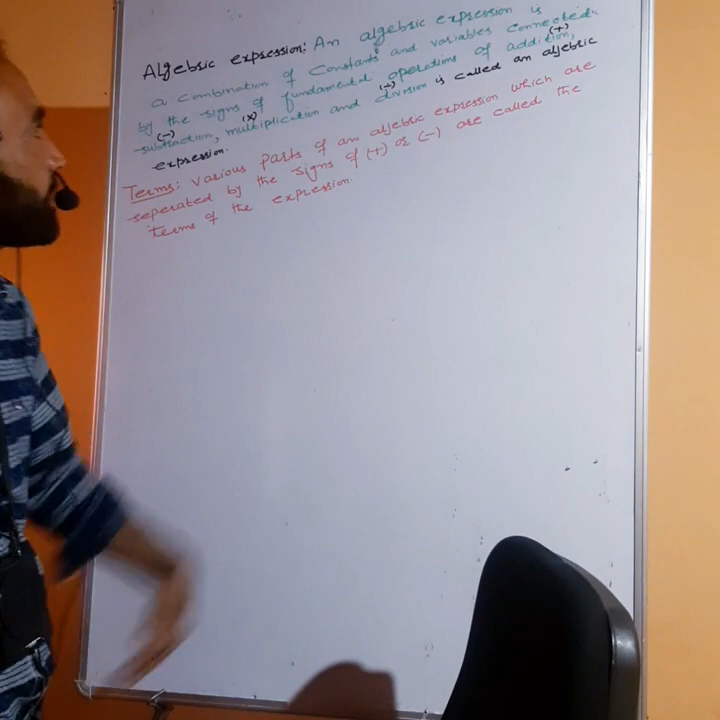 Algebric expression: An algebric expression is
a combination of constants and variables connected
by the signs of fundamental operations of addition, (+)
subtraction, (-) multiplication (x) and division (÷) is called an algebric
expression.
Terms: Various parts of an algebric expression which are
seperated by the signs of (+) or (-) are called the
terms of the expression.